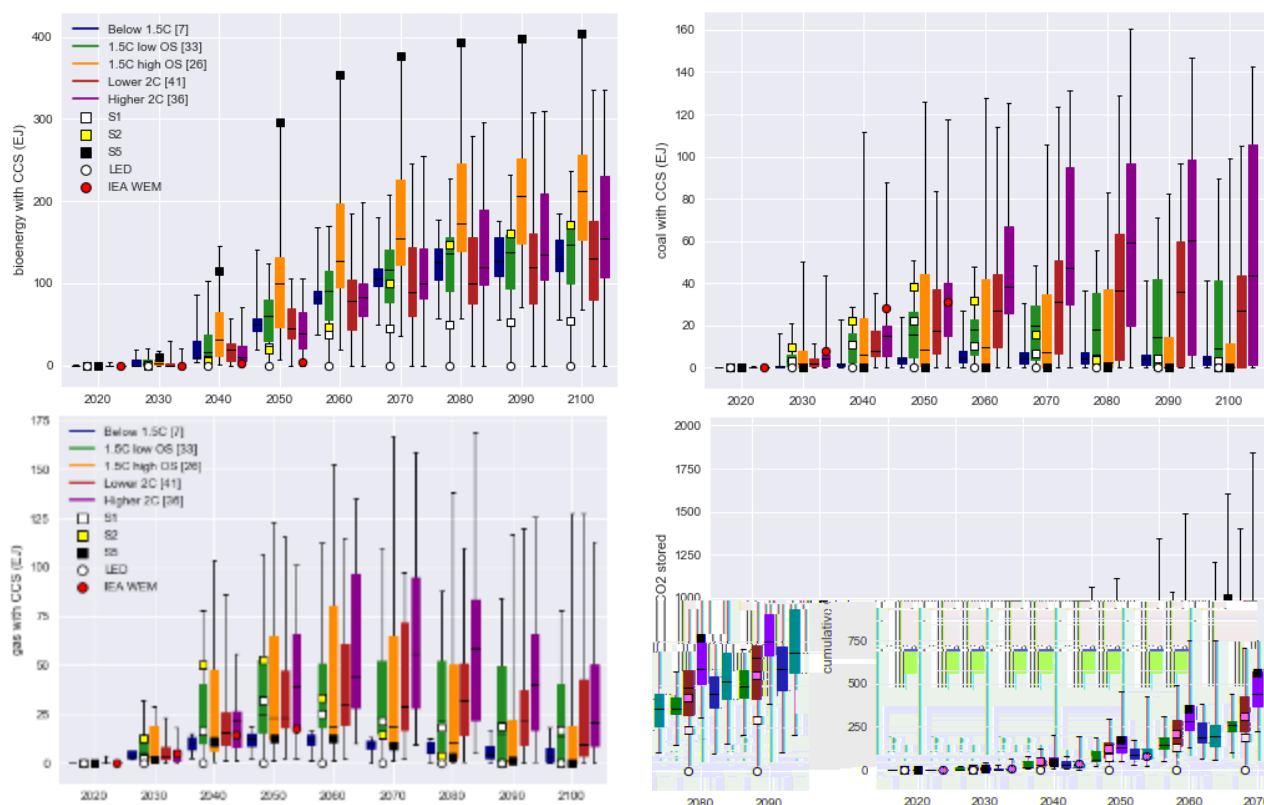 400
300
200
100
0
bioenergy with CCS (EJ)
Below 1.5C [7]
1.5C low OS [33]
1.5C high OS [26]
Lower 2C [41]
Higher 2C [36]
S1
S2
S5
LED
IEA WEM
2020 2030 2040 2050 2060 2070 2080 2090 2100
160
140
120
100
80
60
40
20
0
coal with CCS (EJ)
2020 2030 2040 2050 2060 2070 2080 2090 2100
175
150
125
100
75
50
25
0
gas with CCS (EJ)
Below 1.5C [7]
1.5C low OS [33]
1.5C high OS [26]
Lower 2C [41]
Higher 2C [36]
S1
S2
S5
LED
IEA WEM
2020 2030 2040 2050 2060 2070 2080 2090 2100
2000
1750
1500
1250
1000
CO2 stored
cumulative
750
500
250
0
2080 2090
2020 2030 2040 2050 2060 2070